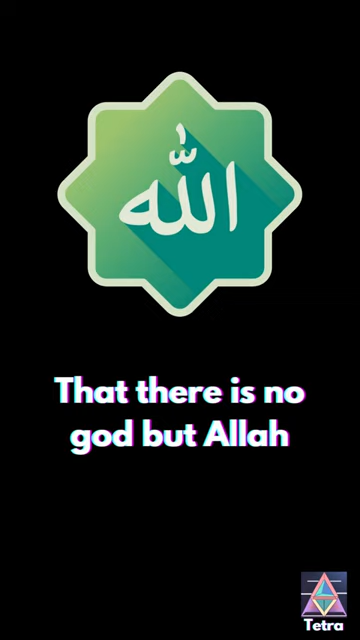 الله
That there is no
god but Allah
Tetra